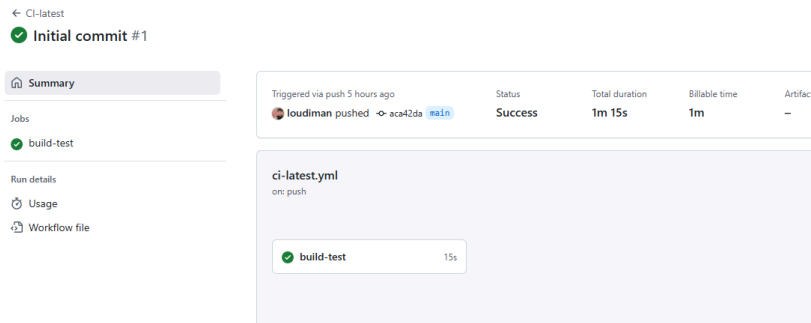 ← CI-latest
Initial commit #1
Summary
Jobs
build-test
Run details
Usage
Workflow file
Triggered via push 5 hours ago
loudiman pushed aca42da main
Status
Success
Total duration
1m 15s
Billable time
1m
Artifac
–
ci-latest.yml
on: push
build-test 15s